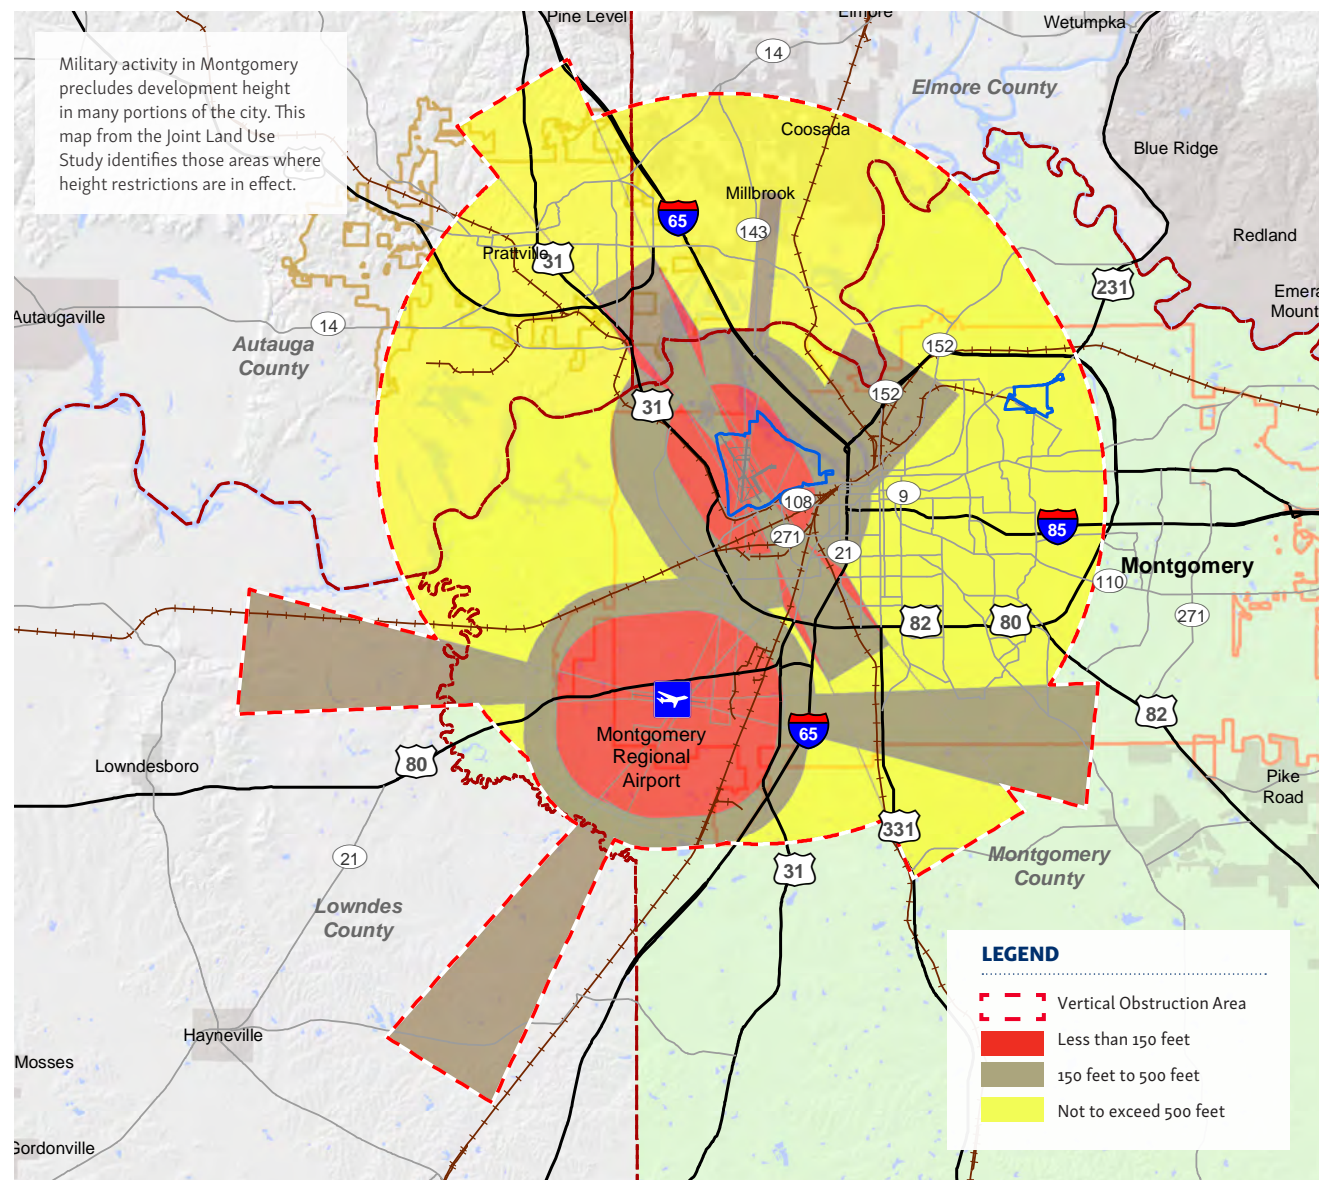 Military activity in Montgomery
precludes development height
in many portions of the city. This
map from the Joint Land Use
Study identifies those areas where
height restrictions are in effect.
Pine Level
Elmore
Wetumpka
14
Elmore County
Coosada
Blue Ridge
Millbrook
65
143
Redland
Prattville
31
231
Emera
Mount
Autaugaville
14
Autauga
County
152
152
31
108
9
271
85
21
Montgomery
110
271
82
80
Montgomery
Regional
Airport
65
82
80
Lowndesboro
Pike
Road
331
21
31
Montgomery
County
Lowndes
County
Hayneville
Mosses
Gordonville
LEGEND
Vertical Obstruction Area
Less than 150 feet
150 feet to 500 feet
Not to exceed 500 feet